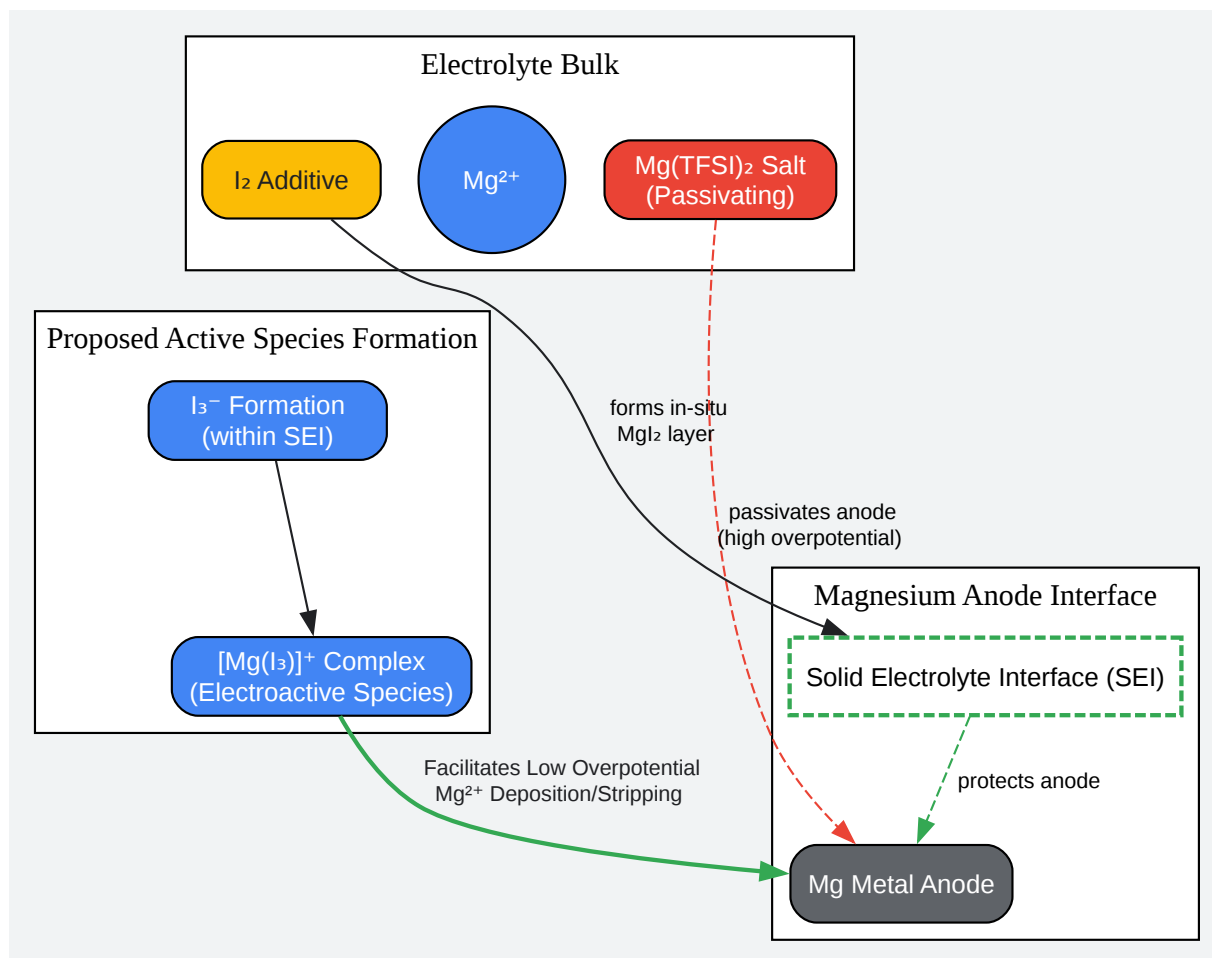 Electrolyte Bulk
I₂ Additive
Mg²⁺
Mg(TFSI)₂ Salt
(Passivating)
Proposed Active Species Formation
I₃⁻ Formation
(within SEI)
forms in-situ
MgI₂ layer
passivates anode
(high overpotential)
Magnesium Anode Interface
[Mg(I₃)]⁺ Complex
(Electroactive Species)
Solid Electrolyte Interface (SEI)
Facilitates Low Overpotential
Mg²⁺ Deposition/Stripping
protects anode
Mg Metal Anode